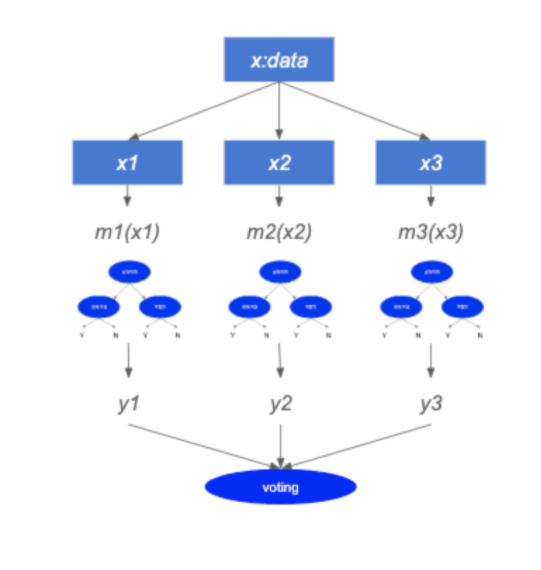 x:data
x1 x2 x3
m1(x1) m2(x2) m3(x3)
Y N Y N Y N Y N Y N Y N
y1 y2 y3
voting